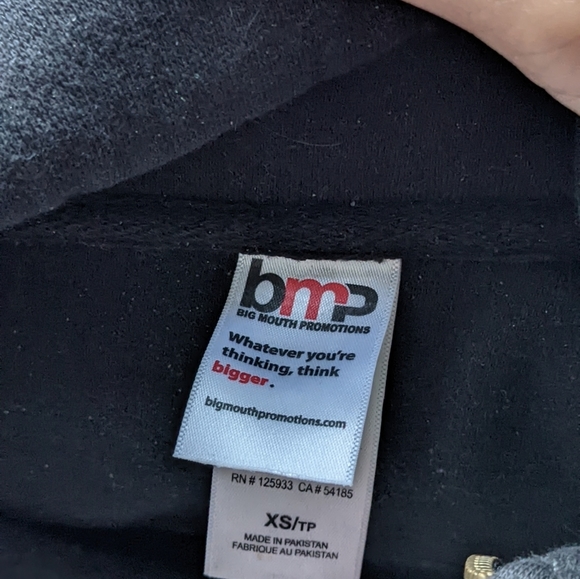 bmp
BIG MOUTH PROMOTIONS
Whatever you're
thinking, think
bigger.
bigmouthpromotions.com
RN # 125933 CA # 54185
XS/TP
MADE IN PAKISTAN
FABRIQUE AU PAKISTAN